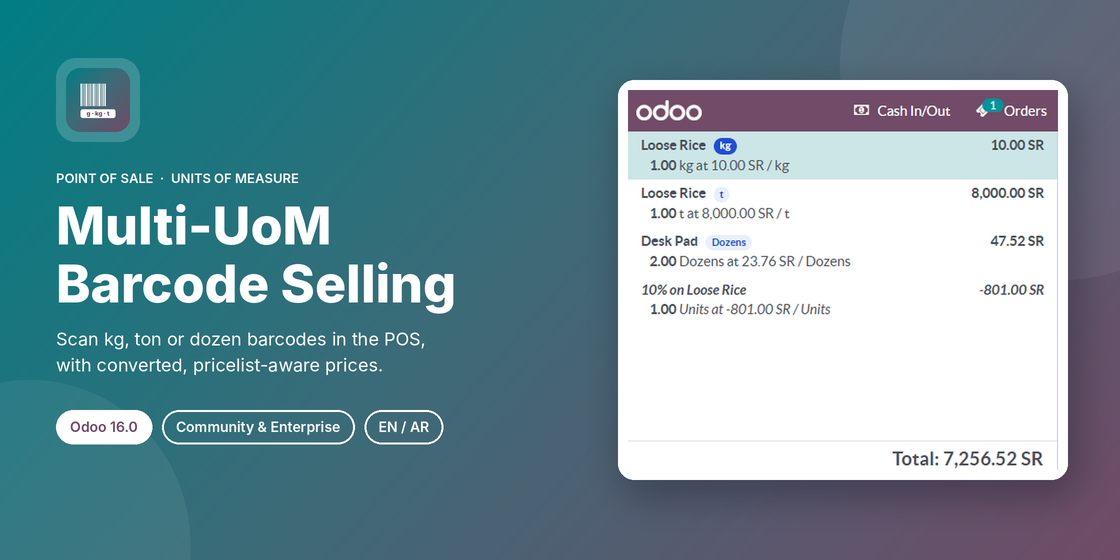 g · kg · t
POINT OF SALE · UNITS OF MEASURE
Multi-UoM
Barcode Selling
Scan kg, ton or dozen barcodes in the POS,
with converted, pricelist-aware prices.
Odoo 16.0
Community & Enterprise
EN / AR
odoo
Cash In/Out
1
Orders
Loose Rice kg 10.00 SR
1.00 kg at 10.00 SR / kg
Loose Rice t 8,000.00 SR
1.00 t at 8,000.00 SR / t
Desk Pad Dozens 47.52 SR
2.00 Dozens at 23.76 SR / Dozens
10% on Loose Rice -801.00 SR
1.00 Units at -801.00 SR / Units
Total: 7,256.52 SR